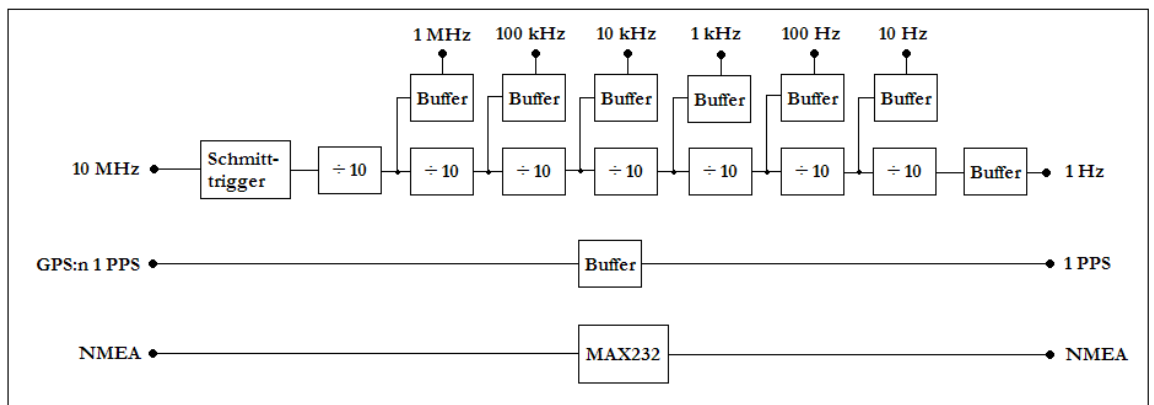 1 MHz 100 kHz 10 kHz 1 kHz 100 Hz 10 Hz
Buffer Buffer Buffer Buffer Buffer Buffer
10 MHz Schmitt-
trigger ÷ 10 ÷ 10 ÷ 10 ÷ 10 ÷ 10 ÷ 10 ÷ 10 Buffer 1 Hz
GPS:n 1 PPS Buffer 1 PPS
NMEA MAX232 NMEA